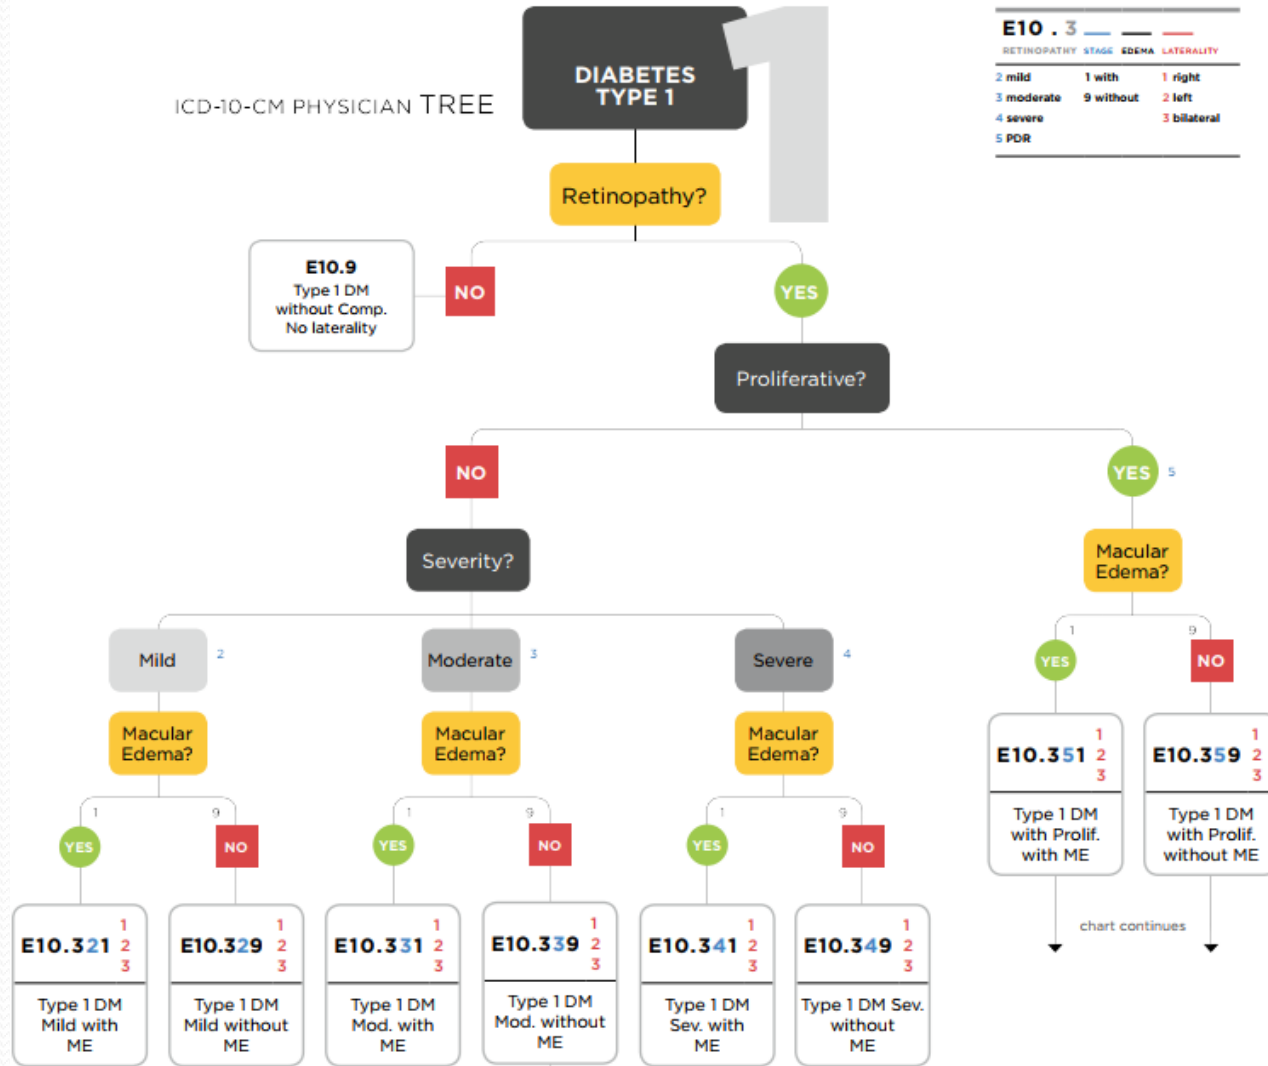 ICD-10-CM PHYSICIAN TREE
DIABETES
TYPE 1
1
E10 . 3
RETINOPATHY STAGE EDEMA LATERALITY
2 mild 1 with 1 right
3 moderate 9 without 2 left
4 severe 3 bilateral
5 PDR
Retinopathy?
NO
YES
E10.9
Type 1 DM
without Comp.
No laterality
Proliferative?
NO
YES 5
Severity?
Macular
Edema?
1 9
YES NO
Mild 2
Moderate 3
Severe 4
Macular
Edema?
Macular
Edema?
Macular
Edema?
E10.351 1
2
3
Type 1 DM
with Prolif.
with ME
E10.359 1
2
3
Type 1 DM
with Prolif.
without ME
chart continues
1 9
YES NO
1 9
YES NO
1 9
YES NO
E10.321 1
2
3
Type 1 DM
Mild with
ME
E10.329 1
2
3
Type 1 DM
Mild without
ME
E10.331 1
2
3
Type 1 DM
Mod. with
ME
E10.339 1
2
3
Type 1 DM
Mod. without
ME
E10.341 1
2
3
Type 1 DM
Sev. with
ME
E10.349 1
2
3
Type 1 DM Sev.
without
ME